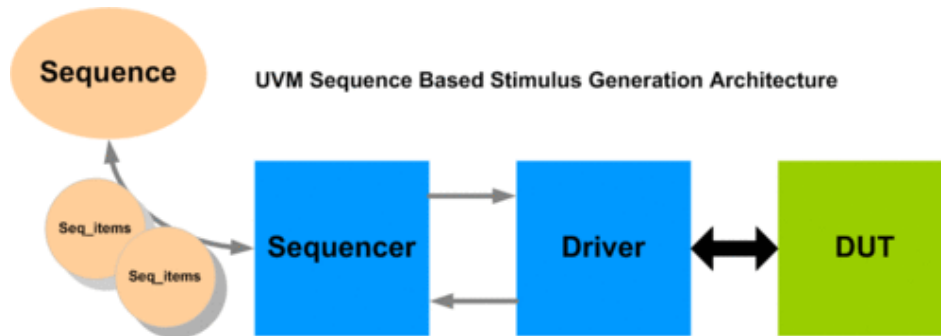 Sequence
UVM Sequence Based Stimulus Generation Architecture
Seq_items
Seq_items
Sequencer
Driver
DUT